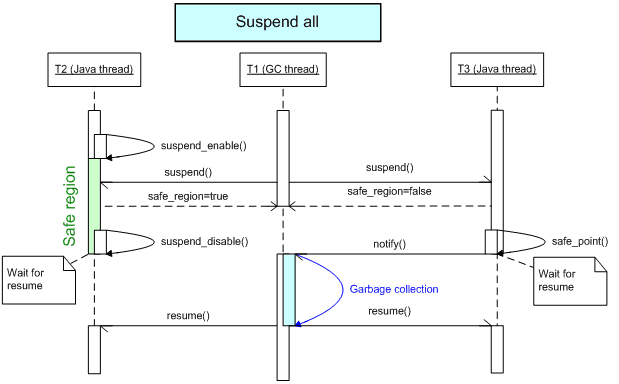 Suspend all
T2 (Java thread)
T1 (GC thread)
T3 (Java thread)
suspend_enable()
suspend()
suspend()
safe_region=true
safe_region=false
Safe region
suspend_disable()
notify()
safe_point()
Wait for
resume
Wait for
resume
Garbage collection
resume()
resume()